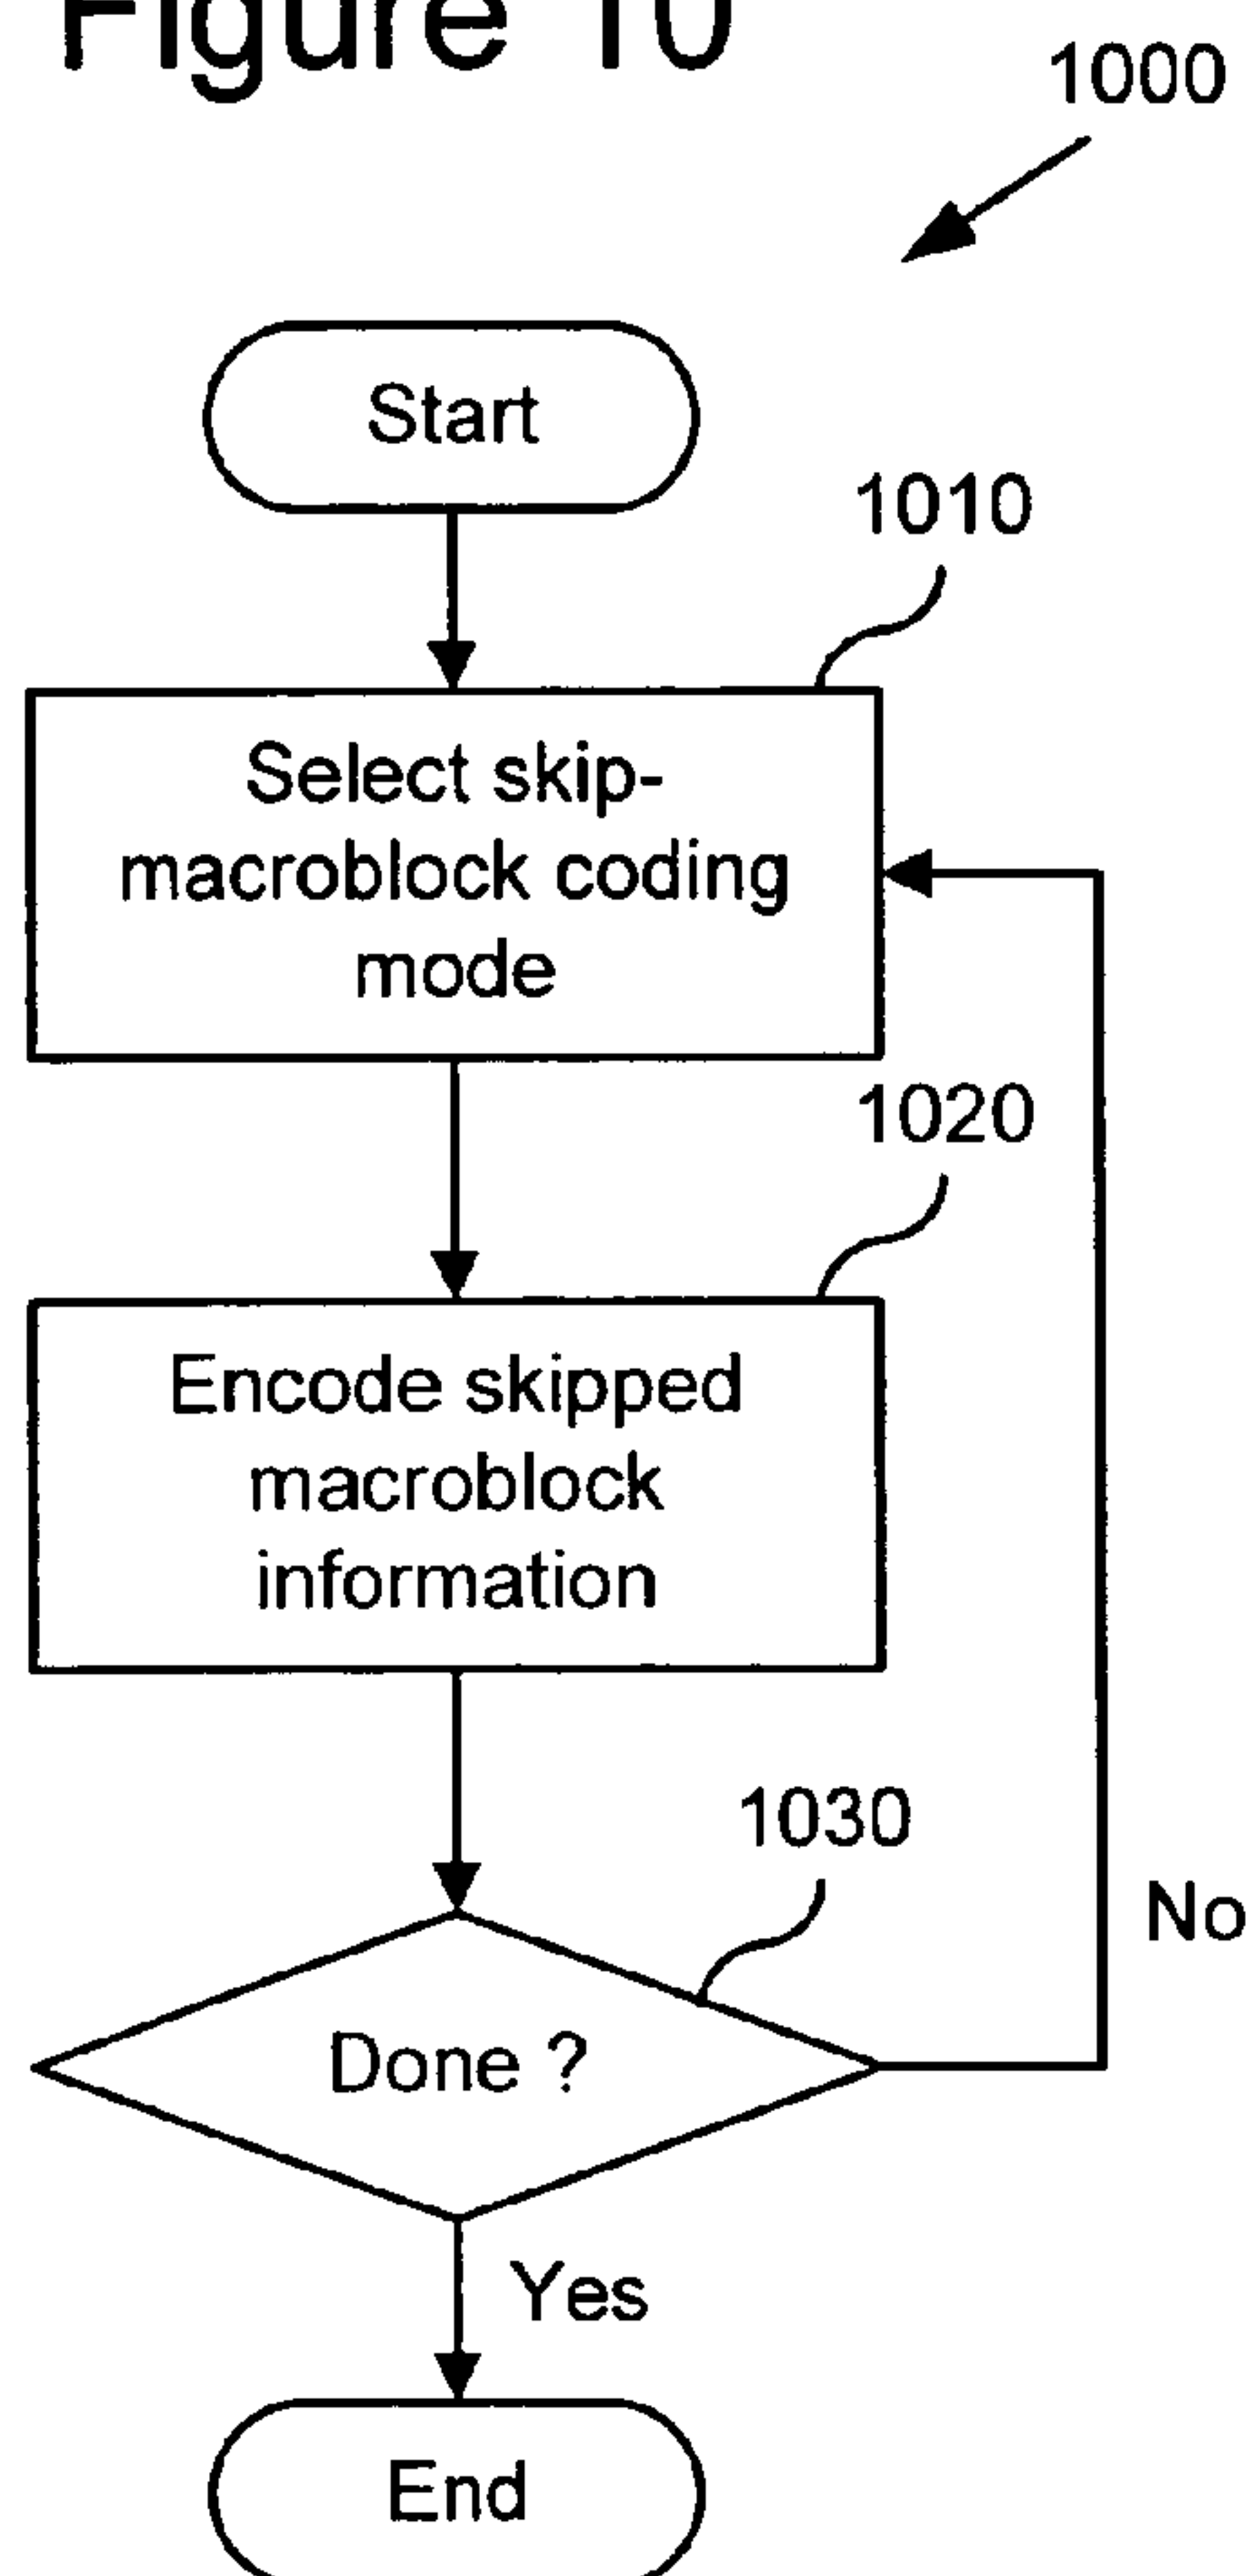 Figure 10
1000
Start
1010
Select skip-
macroblock coding
mode
1020
Encode skipped
macroblock
information
1030
No
Done ?
Yes
End